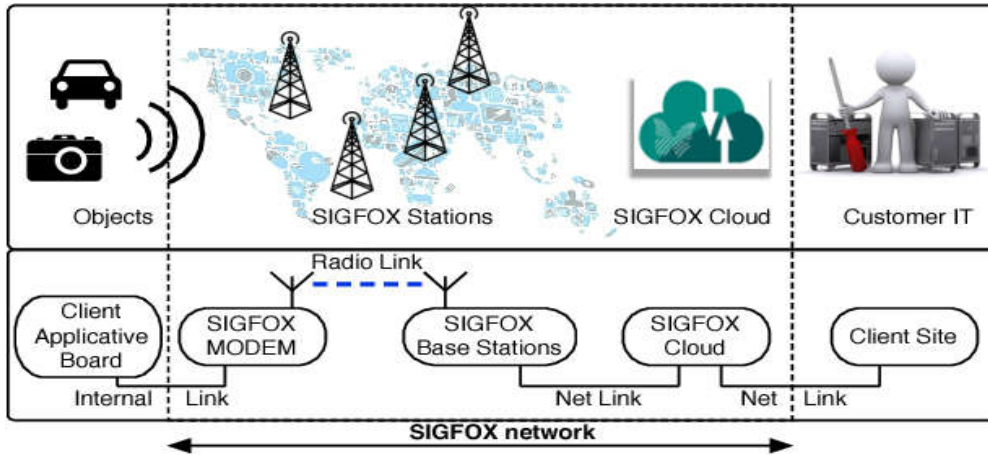 Objects
SIGFOX Stations
SIGFOX Cloud
Customer IT
Radio Link
Client
Applicative
Board
SIGFOX
MODEM
SIGFOX
Base Stations
SIGFOX
Cloud
Client Site
Internal Link
Net Link
Net Link
SIGFOX network